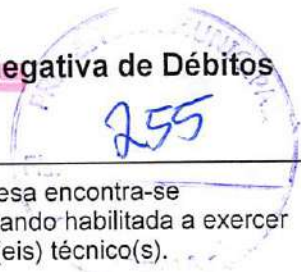 egativa de Débitos
255
esa encontra-se
ando habilitada a exercer
(eis) técnico(s).